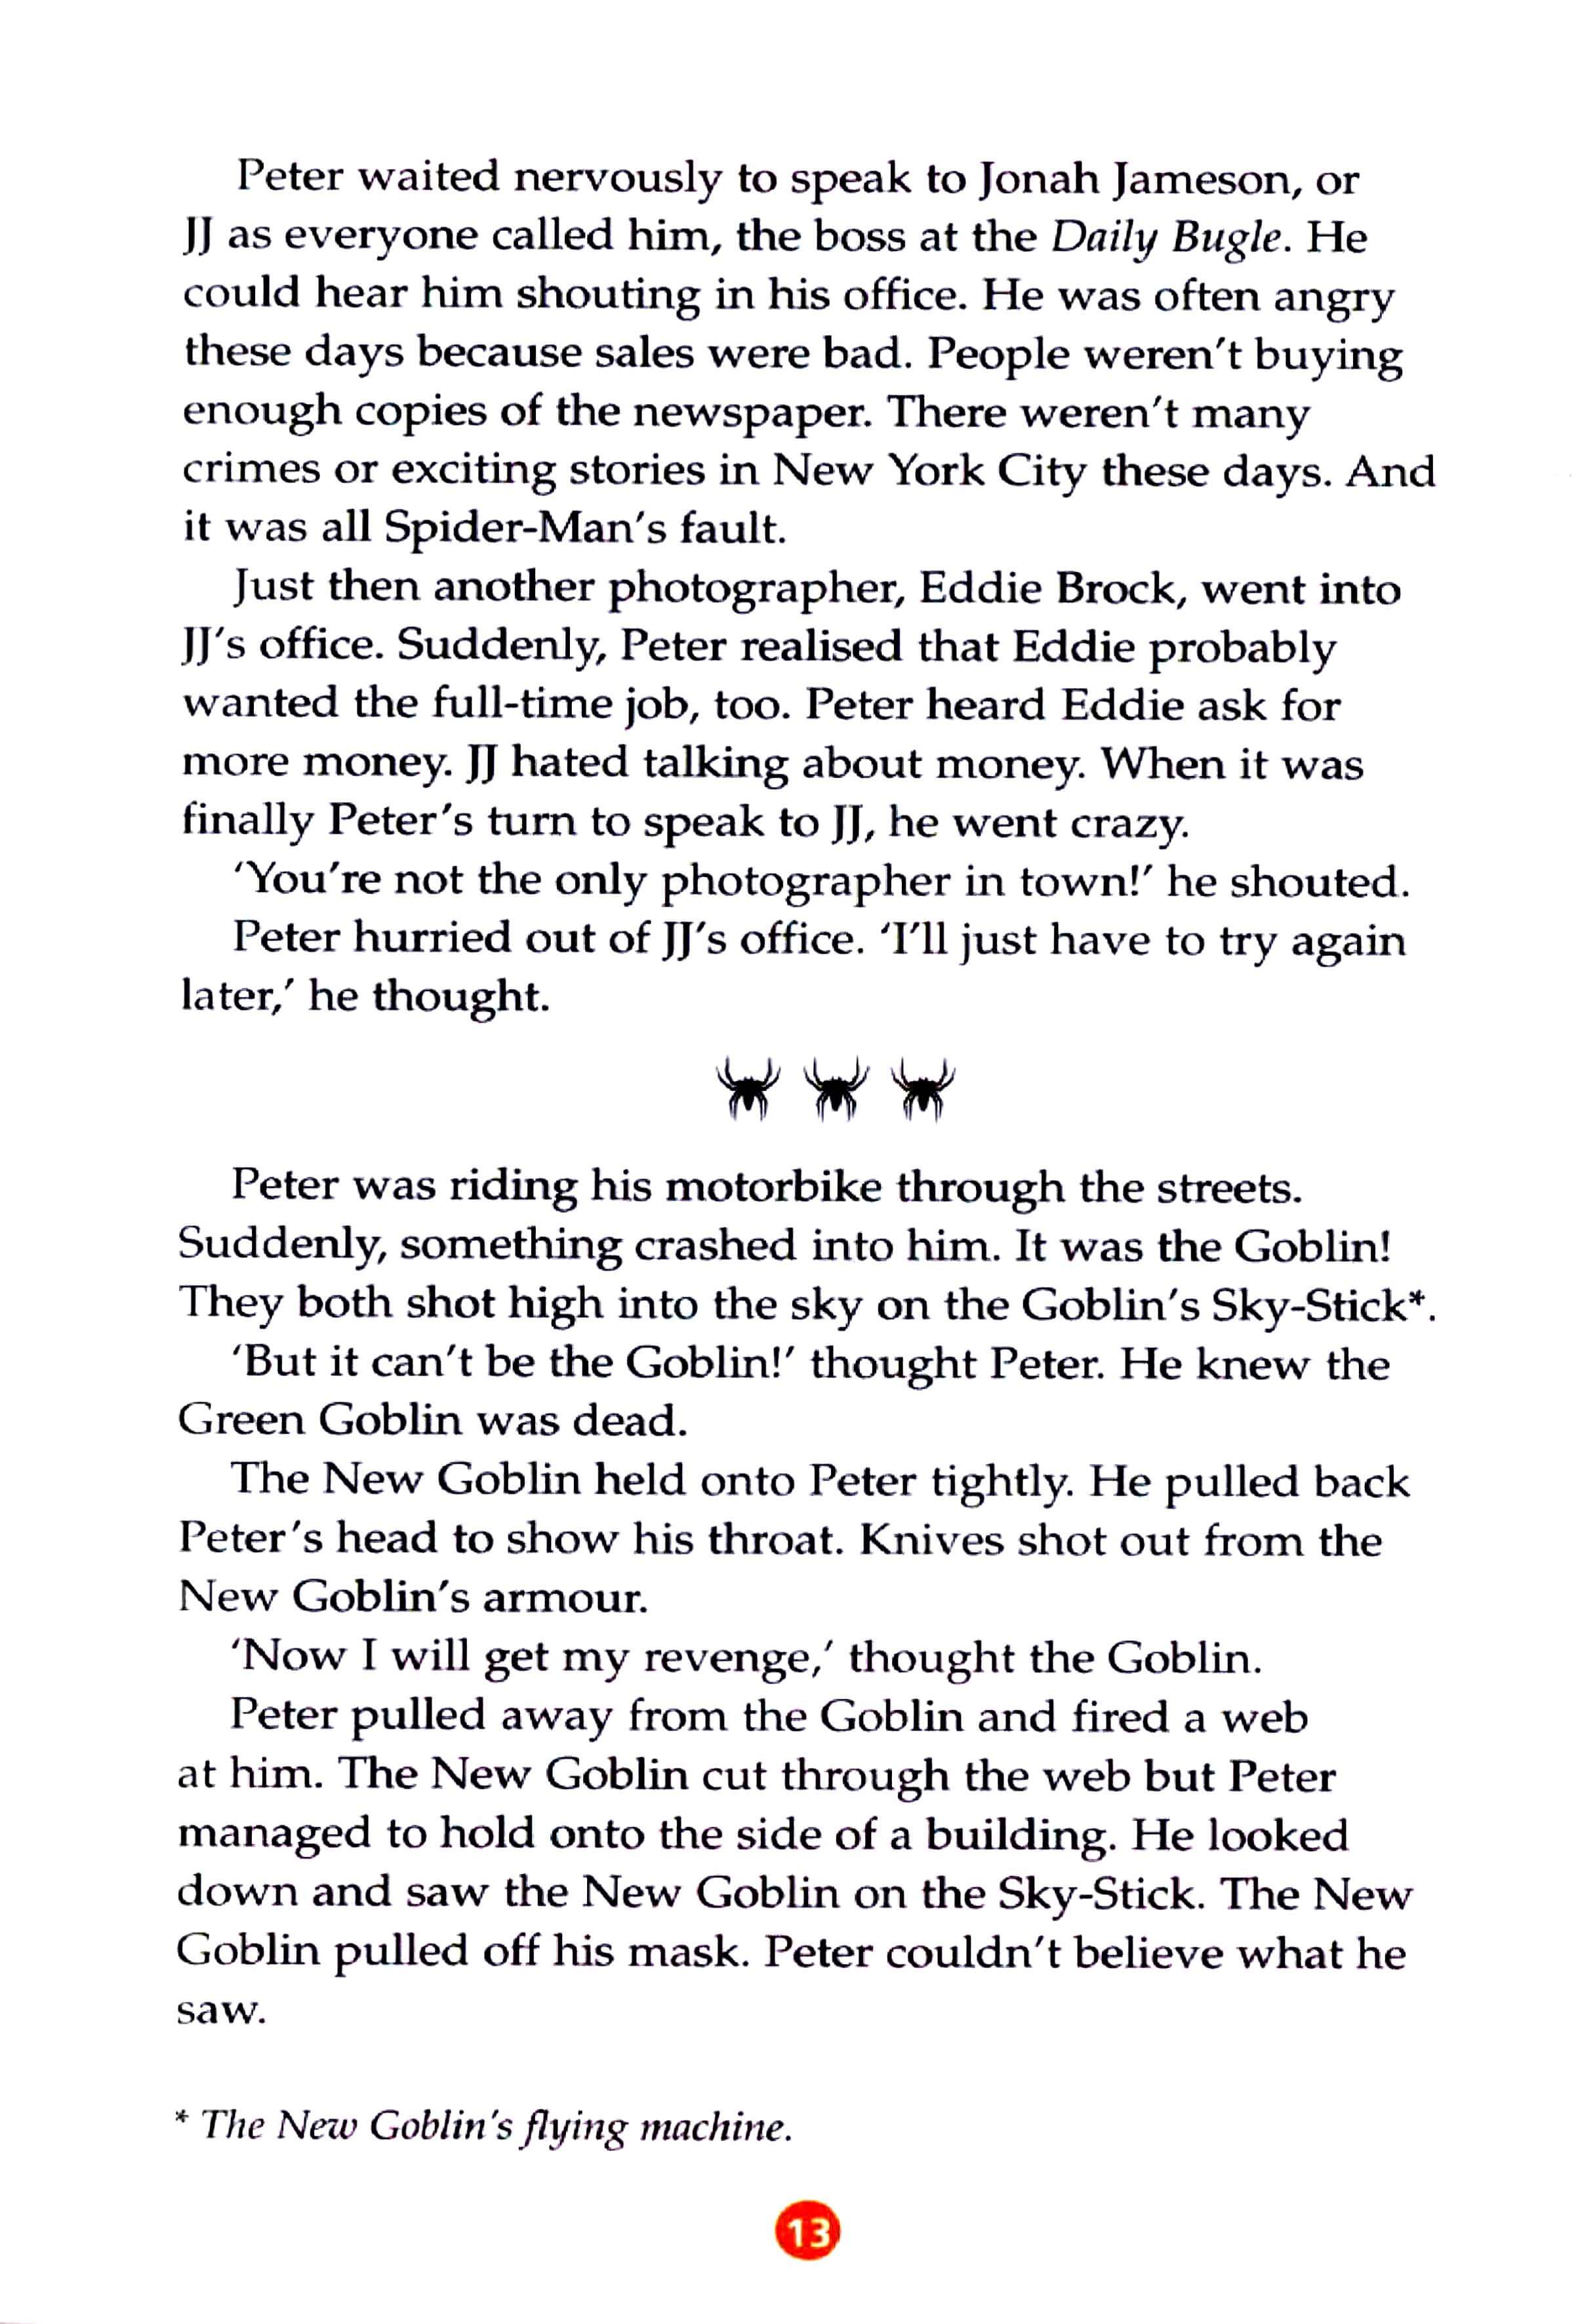 Peter waited nervously to speak to Jonah Jameson, or
JJ as everyone called him, the boss at the Daily Bugle. He
could hear him shouting in his office. He was often angry
these days because sales were bad. People weren't buying
enough copies of the newspaper. There weren't many
crimes or exciting stories in New York City these days. And
it was all Spider-Man's fault.
Just then another photographer, Eddie Brock, went into
JJ's office. Suddenly, Peter realised that Eddie probably
wanted the full-time job, too. Peter heard Eddie ask for
more money. JJ hated talking about money. When it was
finally Peter's turn to speak to JJ, he went crazy.
'You're not the only photographer in town!' he shouted.
Peter hurried out of JJ's office. 'I'll just have to try again
later,' he thought.
Peter was riding his motorbike through the streets.
Suddenly, something crashed into him. It was the Goblin!
They both shot high into the sky on the Goblin's Sky-Stick*.
'But it can't be the Goblin!' thought Peter. He knew the
Green Goblin was dead.
The New Goblin held onto Peter tightly. He pulled back
Peter's head to show his throat. Knives shot out from the
New Goblin's armour.
'Now I will get my revenge,' thought the Goblin.
Peter pulled away from the Goblin and fired a web
at him. The New Goblin cut through the web but Peter
managed to hold onto the side of a building. He looked
down and saw the New Goblin on the Sky-Stick. The New
Goblin pulled off his mask. Peter couldn't believe what he
saw.
* The New Goblin's flying machine.
13